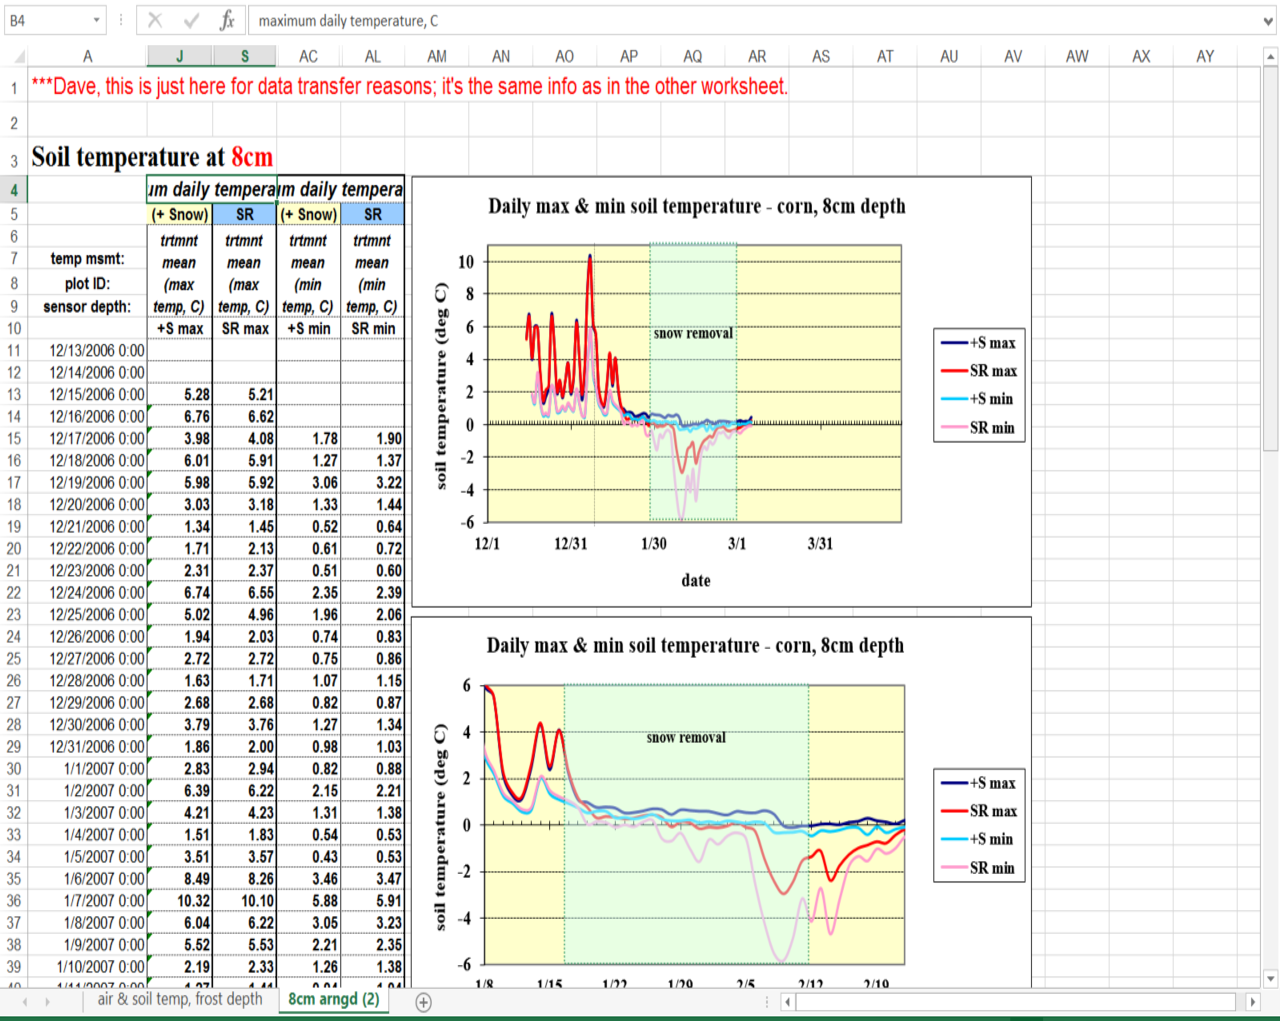 B4 fx maximum daily temperature, C
A J S AC AL AM AN AO AP AQ AR AS AT AU AV AW AX AY
1 ***Dave, this is just here for data transfer reasons; it's the same info as in the other worksheet.
2
3 Soil temperature at 8cm
4 um daily tempera um daily tempera
5 (+ Snow) SR (+ Snow) SR
6 trtmnt trtmnt trtmnt trtmnt
7 temp msmt: mean mean mean mean
8 plot ID: (max (max (min (min
9 sensor depth: temp, C) temp, C) temp, C) temp, C)
10 +S max SR max +S min SR min
11 12/13/2006 0:00
12 12/14/2006 0:00
13 12/15/2006 0:00 5.28 5.21
14 12/16/2006 0:00 6.76 6.62
15 12/17/2006 0:00 3.98 4.08 1.78 1.90
16 12/18/2006 0:00 6.01 5.91 1.27 1.37
17 12/19/2006 0:00 5.98 5.92 3.06 3.22
18 12/20/2006 0:00 3.03 3.18 1.33 1.44
19 12/21/2006 0:00 1.34 1.45 0.52 0.64
20 12/22/2006 0:00 1.71 2.13 0.61 0.72
21 12/23/2006 0:00 2.31 2.37 0.51 0.60
22 12/24/2006 0:00 6.74 6.55 2.35 2.39
23 12/25/2006 0:00 5.02 4.96 1.96 2.06
24 12/26/2006 0:00 1.94 2.03 0.74 0.83
25 12/27/2006 0:00 2.72 2.72 0.75 0.86
26 12/28/2006 0:00 1.63 1.71 1.07 1.15
27 12/29/2006 0:00 2.68 2.68 0.82 0.87
28 12/30/2006 0:00 3.79 3.76 1.27 1.34
29 12/31/2006 0:00 1.86 2.00 0.98 1.03
30 1/1/2007 0:00 2.83 2.94 0.82 0.88
31 1/2/2007 0:00 6.39 6.22 2.15 2.21
32 1/3/2007 0:00 4.21 4.23 1.31 1.38
33 1/4/2007 0:00 1.51 1.83 0.54 0.53
34 1/5/2007 0:00 3.51 3.57 0.43 0.53
35 1/6/2007 0:00 8.49 8.26 3.46 3.47
36 1/7/2007 0:00 10.32 10.10 5.88 5.91
37 1/8/2007 0:00 6.04 6.22 3.05 3.23
38 1/9/2007 0:00 5.52 5.53 2.21 2.35
39 1/10/2007 0:00 2.19 2.33 1.26 1.38
Daily max & min soil temperature - corn, 8cm depth
soil temperature (deg C)
10
8
6
4
2
0
-2
-4
-6
snow removal
12/1 12/31 1/30 3/1 3/31
date
+S max
SR max
+S min
SR min
Daily max & min soil temperature - corn, 8cm depth
soil temperature (deg C)
6
4
2
0
-2
-4
-6
snow removal
1/8 1/15 1/22 1/29 2/5 2/12 2/19
+S max
SR max
+S min
SR min
air & soil temp, frost depth 8cm arngd (2)